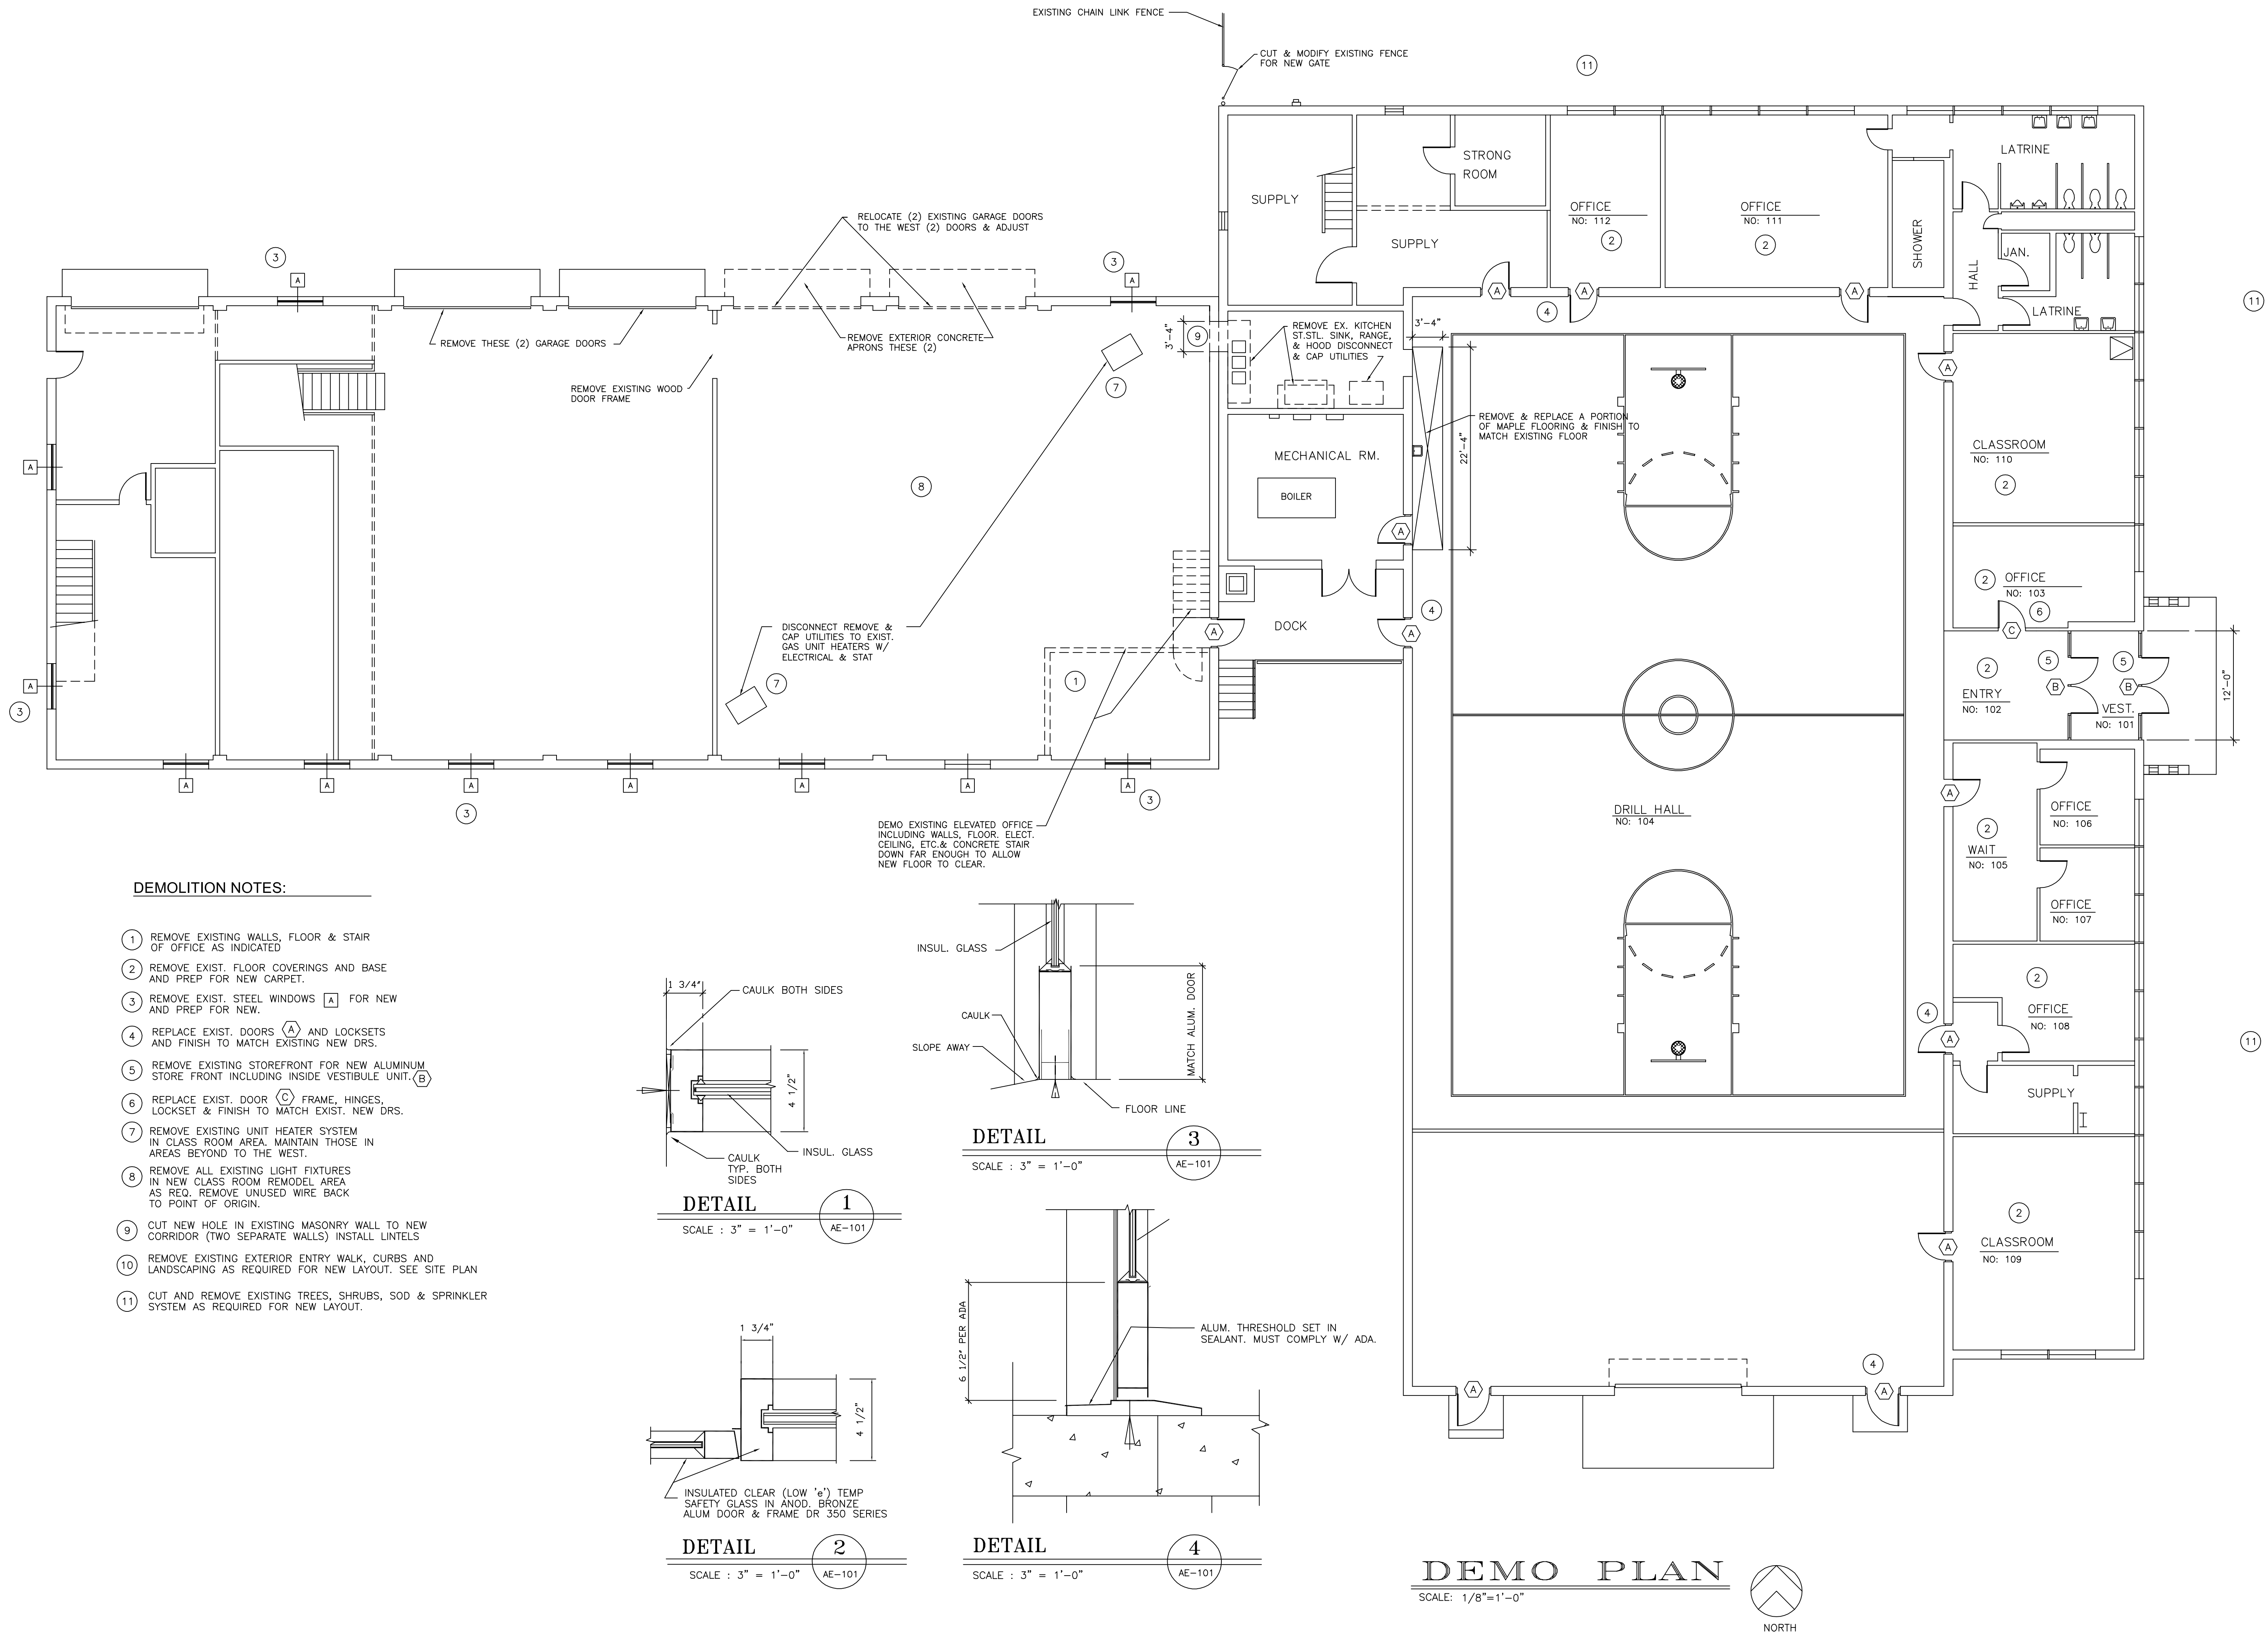 EXISTING CHAIN LINK FENCE
CUT & MODIFY EXISTING FENCE
FOR NEW GATE
11
RELOCATE (2) EXISTING GARAGE DOORS
TO THE WEST (2) DOORS & ADJUST
3
A
3
A
REMOVE THESE (2) GARAGE DOORS
REMOVE EXTERIOR CONCRETE
APRONS THESE (2)
REMOVE EXISTING WOOD
DOOR FRAME
3'-4"
9
7
REMOVE EX. KITCHEN
ST.STL. SINK, RANGE,
& HOOD DISCONNECT
& CAP UTILITIES
SUPPLY
STRONG
ROOM
SUPPLY
OFFICE
NO: 112
2
OFFICE
NO: 111
2
SHOWER
HALL
LATRINE
JAN.
LATRINE
11
A
A
A
4
3'-4"
22'-4"
REMOVE & REPLACE A PORTION
OF MAPLE FLOORING & FINISH TO
MATCH EXISTING FLOOR
A
CLASSROOM
NO: 110
2
MECHANICAL RM.
BOILER
A
8
A
A
3
DISCONNECT REMOVE &
CAP UTILITIES TO EXIST.
GAS UNIT HEATERS W/
ELECTRICAL & STAT
7
1
A
DOCK
A
4
2
OFFICE
NO: 103
6
C
2
ENTRY
NO: 102
5
B
5
B
VEST.
NO: 101
12'-0"
A
A
A
A
A
A
A
3
3
DEMO EXISTING ELEVATED OFFICE
INCLUDING WALLS, FLOOR. ELECT.
CEILING, ETC.& CONCRETE STAIR
DOWN FAR ENOUGH TO ALLOW
NEW FLOOR TO CLEAR.
DRILL HALL
NO: 104
A
2
WAIT
NO: 105
OFFICE
NO: 106
OFFICE
NO: 107
2
OFFICE
NO: 108
4
A
11
SUPPLY
2
CLASSROOM
NO: 109
A
4
A
A
DEMOLITION NOTES:
1 REMOVE EXISTING WALLS, FLOOR & STAIR
OF OFFICE AS INDICATED
2 REMOVE EXIST. FLOOR COVERINGS AND BASE
AND PREP FOR NEW CARPET.
3 REMOVE EXIST. STEEL WINDOWS A FOR NEW
AND PREP FOR NEW.
4 REPLACE EXIST. DOORS A AND LOCKSETS
AND FINISH TO MATCH EXISTING NEW DRS.
5 REMOVE EXISTING STOREFRONT FOR NEW ALUMINUM
STORE FRONT INCLUDING INSIDE VESTIBULE UNIT. B
6 REPLACE EXIST. DOOR C FRAME, HINGES,
LOCKSET & FINISH TO MATCH EXIST. NEW DRS.
7 REMOVE EXISTING UNIT HEATER SYSTEM
IN CLASS ROOM AREA. MAINTAIN THOSE IN
AREAS BEYOND TO THE WEST.
8 REMOVE ALL EXISTING LIGHT FIXTURES
IN NEW CLASS ROOM REMODEL AREA
AS REQ. REMOVE UNUSED WIRE BACK
TO POINT OF ORIGIN.
9 CUT NEW HOLE IN EXISTING MASONRY WALL TO NEW
CORRIDOR (TWO SEPARATE WALLS) INSTALL LINTELS
10 REMOVE EXISTING EXTERIOR ENTRY WALK, CURBS AND
LANDSCAPING AS REQUIRED FOR NEW LAYOUT. SEE SITE PLAN
11 CUT AND REMOVE EXISTING TREES, SHRUBS, SOD & SPRINKLER
SYSTEM AS REQUIRED FOR NEW LAYOUT.
1 3/4"
CAULK BOTH SIDES
4 1/2"
INSUL. GLASS
CAULK
TYP. BOTH
SIDES
DETAIL 1
SCALE : 3" = 1'-0" AE-101
INSUL. GLASS
CAULK
SLOPE AWAY
MATCH ALUM. DOOR
FLOOR LINE
DETAIL 3
SCALE : 3" = 1'-0" AE-101
1 3/4"
4 1/2"
INSULATED CLEAR (LOW 'e') TEMP
SAFETY GLASS IN ANOD. BRONZE
ALUM DOOR & FRAME DR 350 SERIES
DETAIL 2
SCALE : 3" = 1'-0" AE-101
6 1/2" PER ADA
ALUM. THRESHOLD SET IN
SEALANT. MUST COMPLY W/ ADA.
DETAIL 4
SCALE : 3" = 1'-0" AE-101
DEMO PLAN
SCALE: 1/8"=1'-0"
NORTH